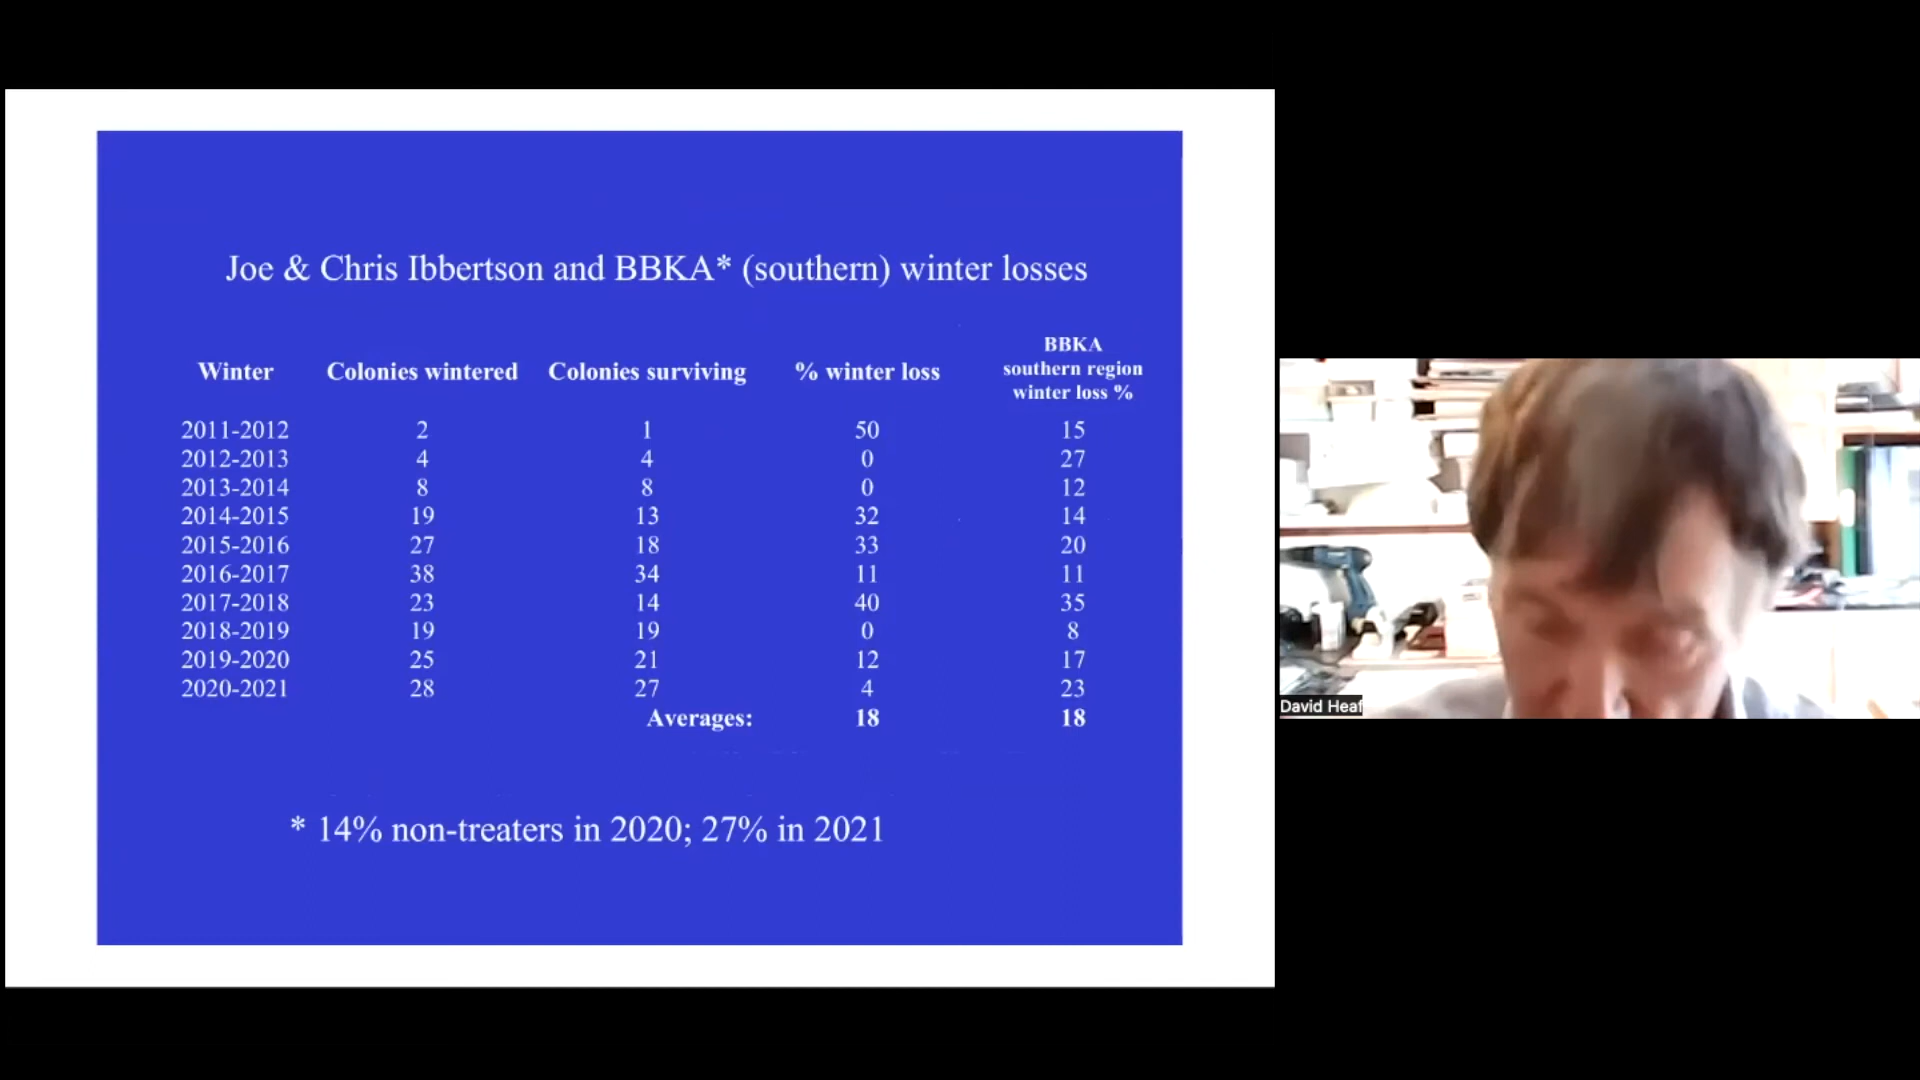 Joe & Chris Ibbertson and BBKA* (southern) winter losses
Winter Colonies wintered Colonies surviving % winter loss BBKA southern region winter loss %
2011-2012 2 1 50 15
2012-2013 4 4 0 27
2013-2014 8 8 0 12
2014-2015 19 13 32 14
2015-2016 27 18 33 20
2016-2017 38 34 11 11
2017-2018 23 14 40 35
2018-2019 19 19 0 8
2019-2020 25 21 12 17
2020-2021 28 27 4 23
Averages: 18 18
* 14% non-treaters in 2020; 27% in 2021
David Heaf